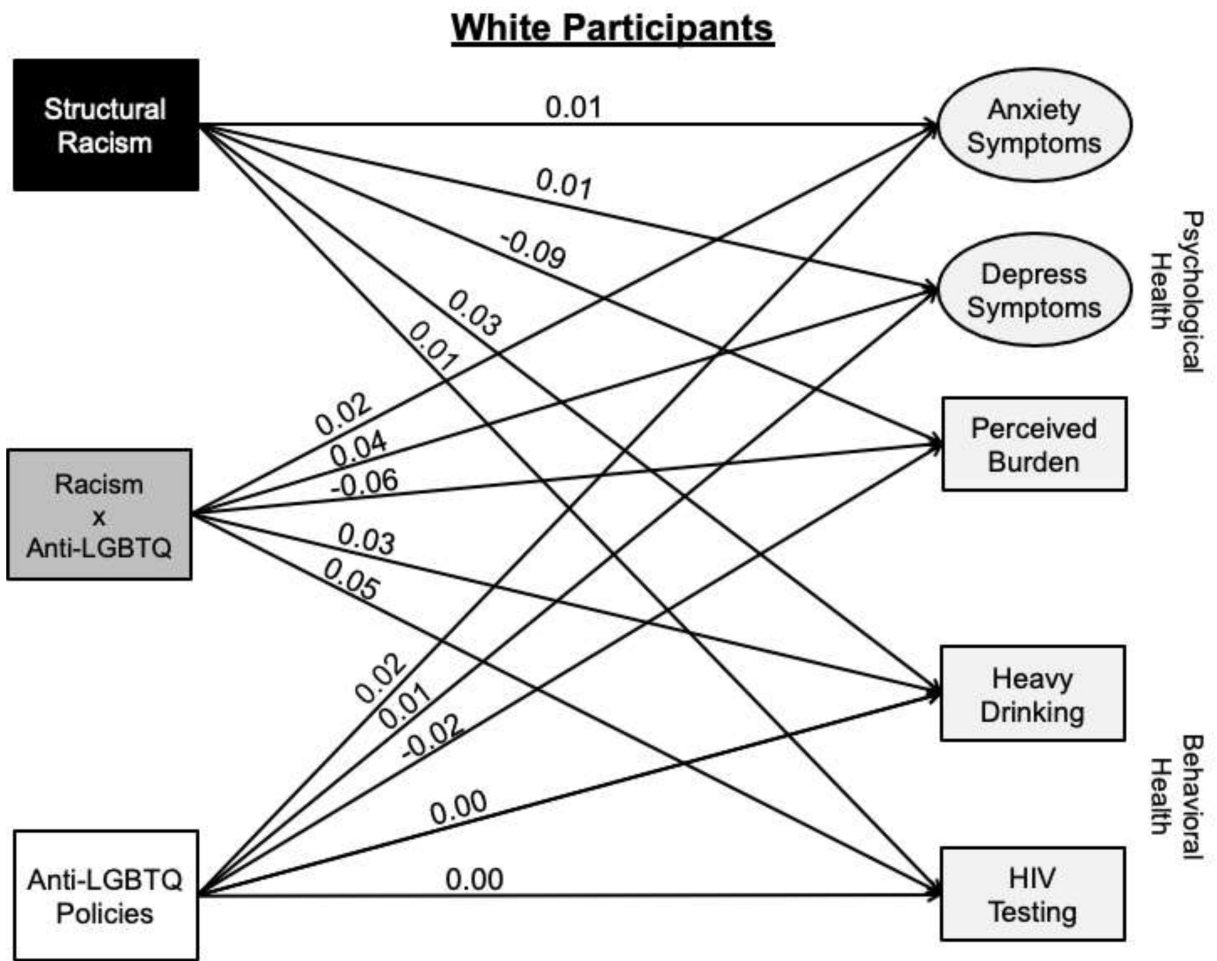 White Participants
Structural
Racism
0.01
Anxiety
Symptoms
0.01
-0.09
0.03
0.01
Depress
Symptoms
Psychological
Health
Racism
x
Anti-LGBTQ
0.02
0.04
-0.06
0.03
0.05
Perceived
Burden
Heavy
Drinking
Behavioral
Health
Anti-LGBTQ
Policies
0.02
0.01
-0.02
0.00
0.00
HIV
Testing